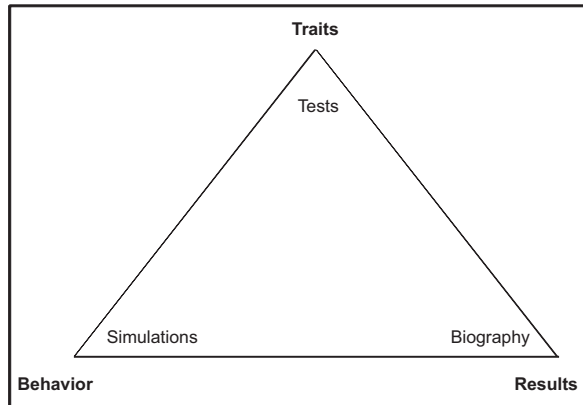 Traits
Tests
Simulations
Biography
Behavior
Results